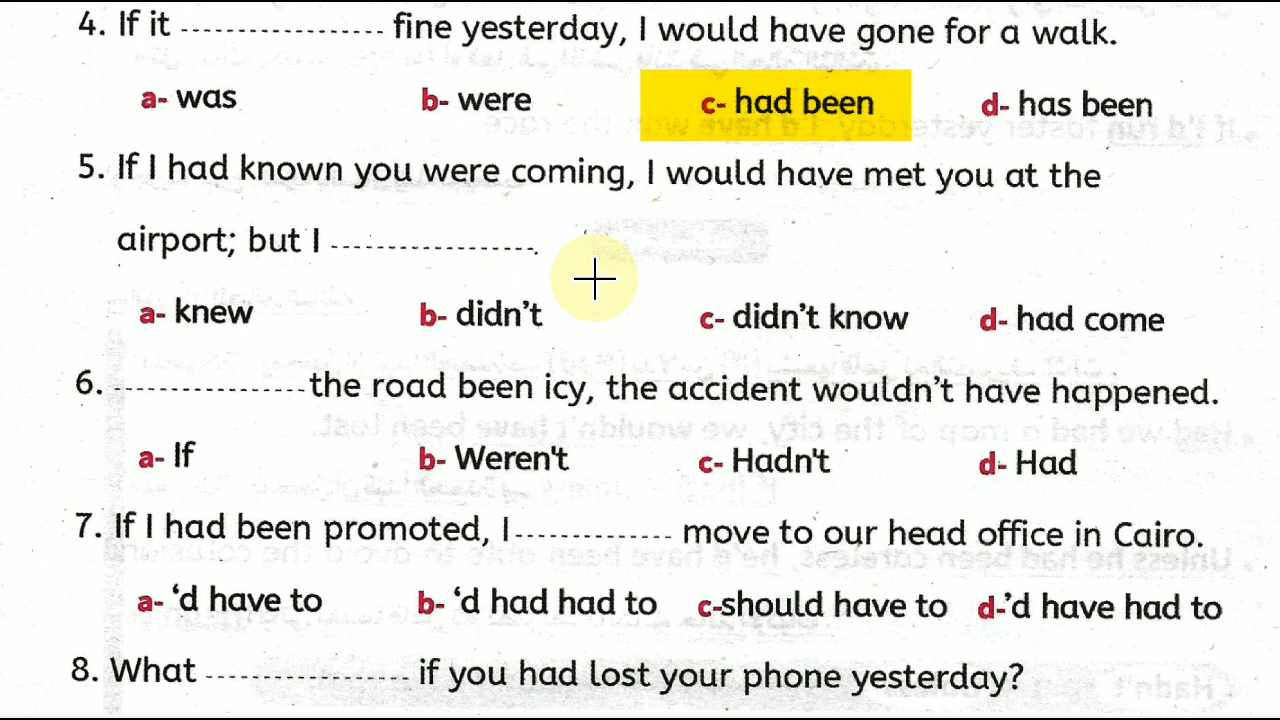 4. If it ................... fine yesterday, I would have gone for a walk.
a- was b- were c- had been d- has been
5. If I had known you were coming, I would have met you at the
airport; but I ................... .
a- knew b- didn't c- didn't know d- had come
6. ................... the road been icy, the accident wouldn't have happened.
a- If b- Weren't c- Hadn't d- Had
7. If I had been promoted, I .............. move to our head office in Cairo.
a- ‘d have to b- ‘d had had to c-should have to d-’d have had to
8. What ................... if you had lost your phone yesterday?